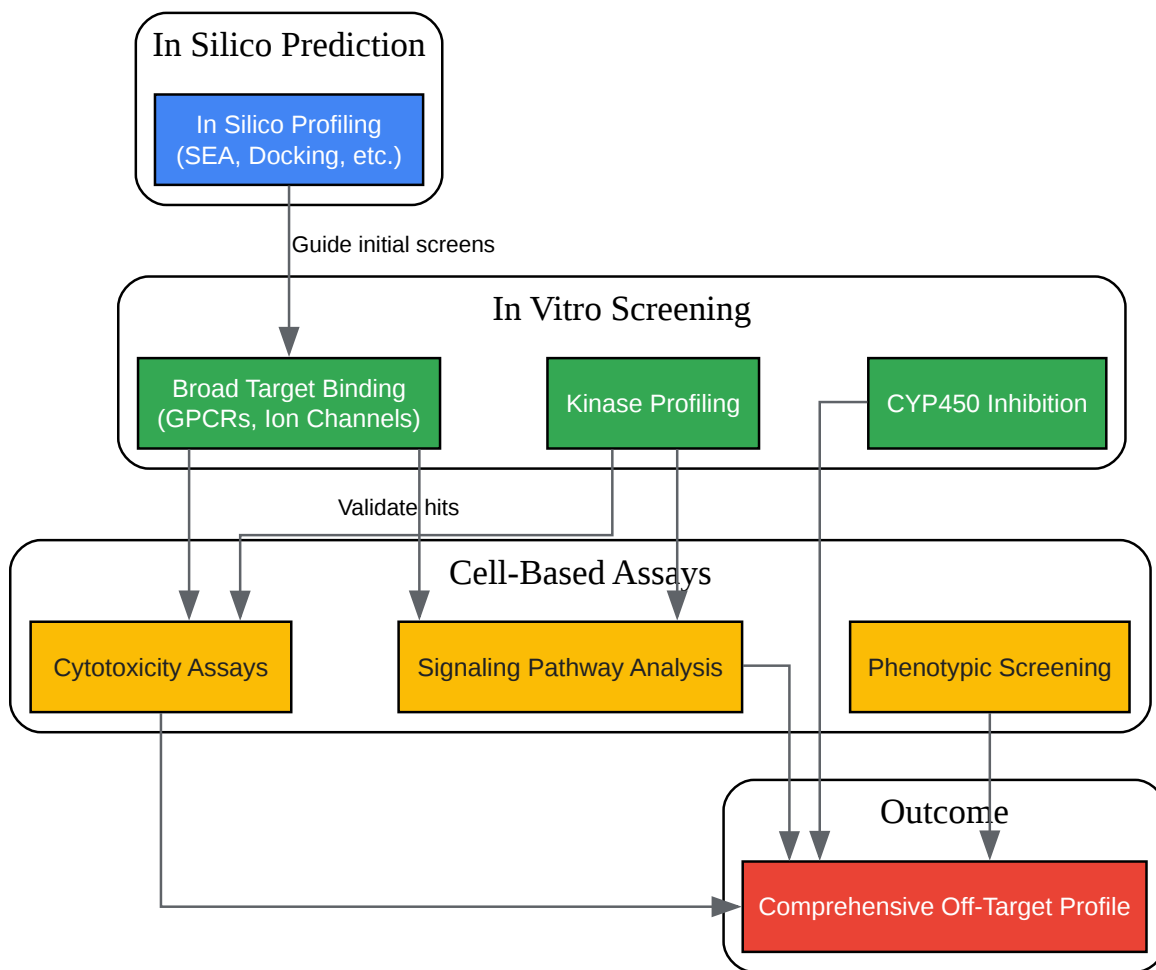 In Silico Prediction
In Silico Profiling
(SEA, Docking, etc.)
Guide initial screens
In Vitro Screening
Broad Target Binding
(GPCRs, Ion Channels)
Kinase Profiling
CYP450 Inhibition
Validate hits
Cell-Based Assays
Cytotoxicity Assays
Signaling Pathway Analysis
Phenotypic Screening
Outcome
Comprehensive Off-Target Profile